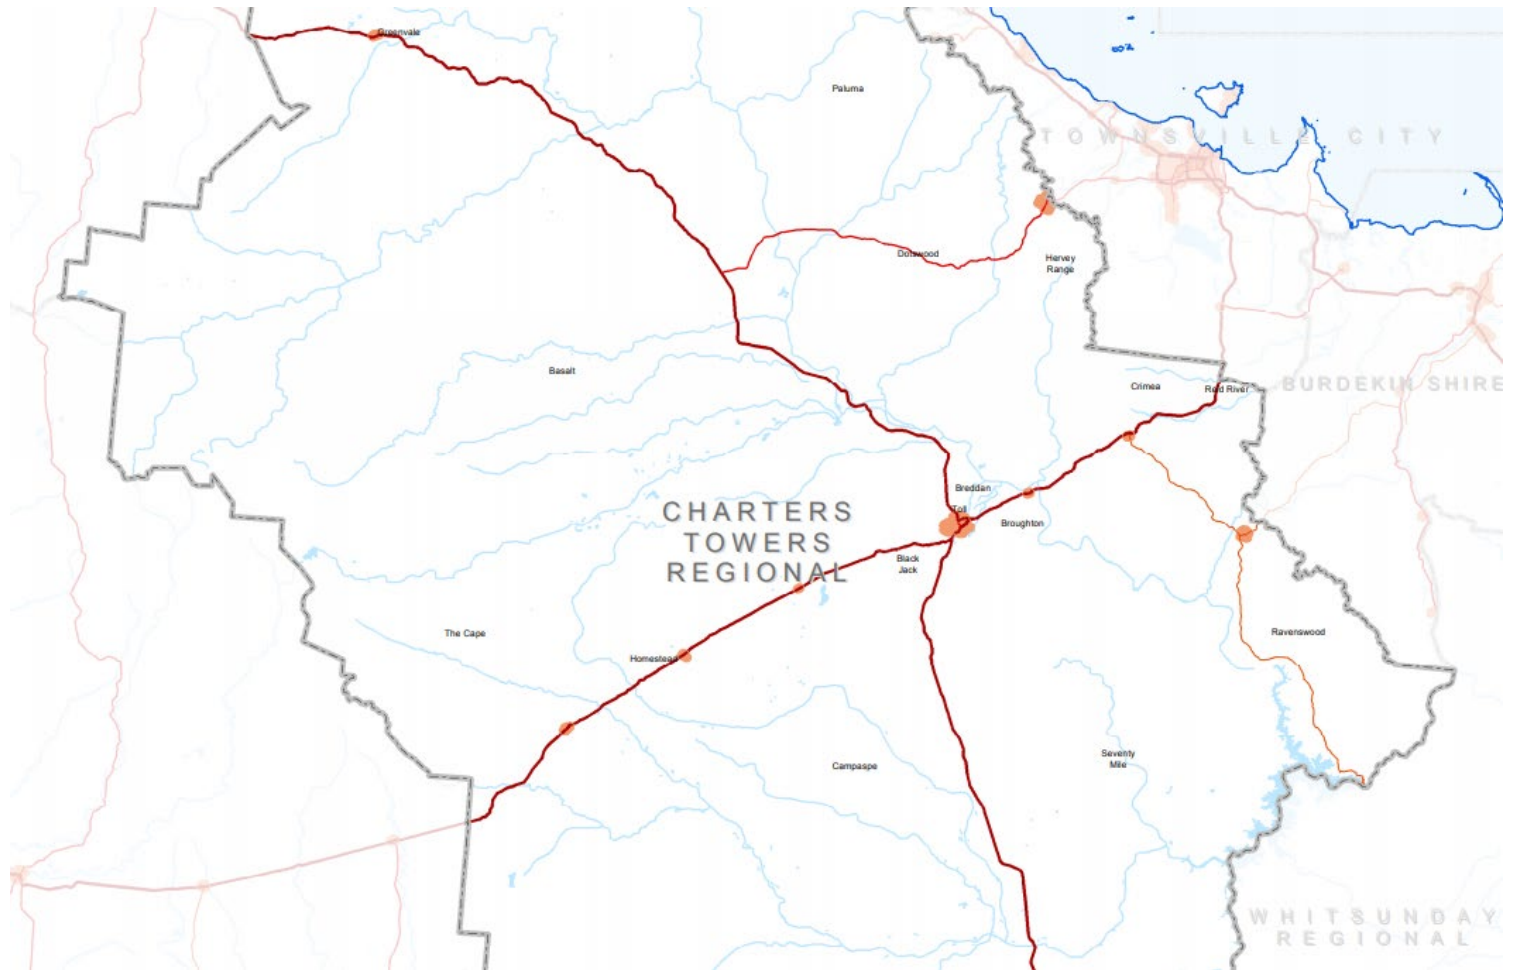 Greenvale
Paluma
TOWNSVILLE CITY
Dotswood
Hervey
Range
Basalt
Crimea
Reid River
BURDEKIN SHIRE
Breddan
Toll
Broughton
CHARTERS
TOWERS
REGIONAL
Black
Jack
The Cape
Homestead
Ravenswood
Seventy
Mile
Campaspe
WHITSUNDAY
REGIONAL